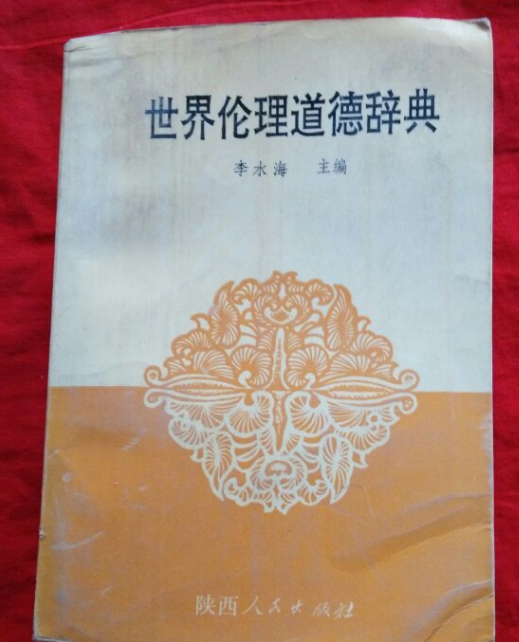 世界伦理道德辞典
李水海 主编
陕西人民出版社